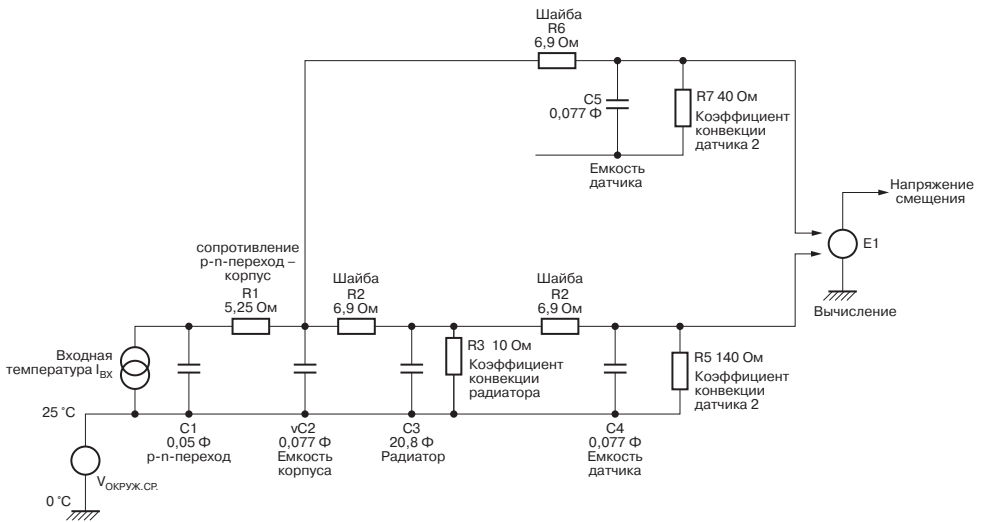 Шайба
R6
6,9 Ом
C5
0,077 Ф
R7 40 Ом
Коэффициент
конвекции
датчика 2
Емкость
датчика
Напряжение
смещения
E1
Вычисление
сопротивление
p-n-переход –
корпус
R1
5,25 Ом
Шайба
R2
6,9 Ом
Шайба
R2
6,9 Ом
Входная
температура IВХ
R3 10 Ом
Коэффициент
конвекции
радиатора
R5 140 Ом
Коэффициент
конвекции
датчика 2
25 ˚C
C1
0,05 Ф
p-n-переход
vC2
0,077 Ф
Емкость
корпуса
C3
20,8 Ф
Радиатор
C4
0,077 Ф
Емкость
датчика
VОКРУЖ.СР.
0 ˚C